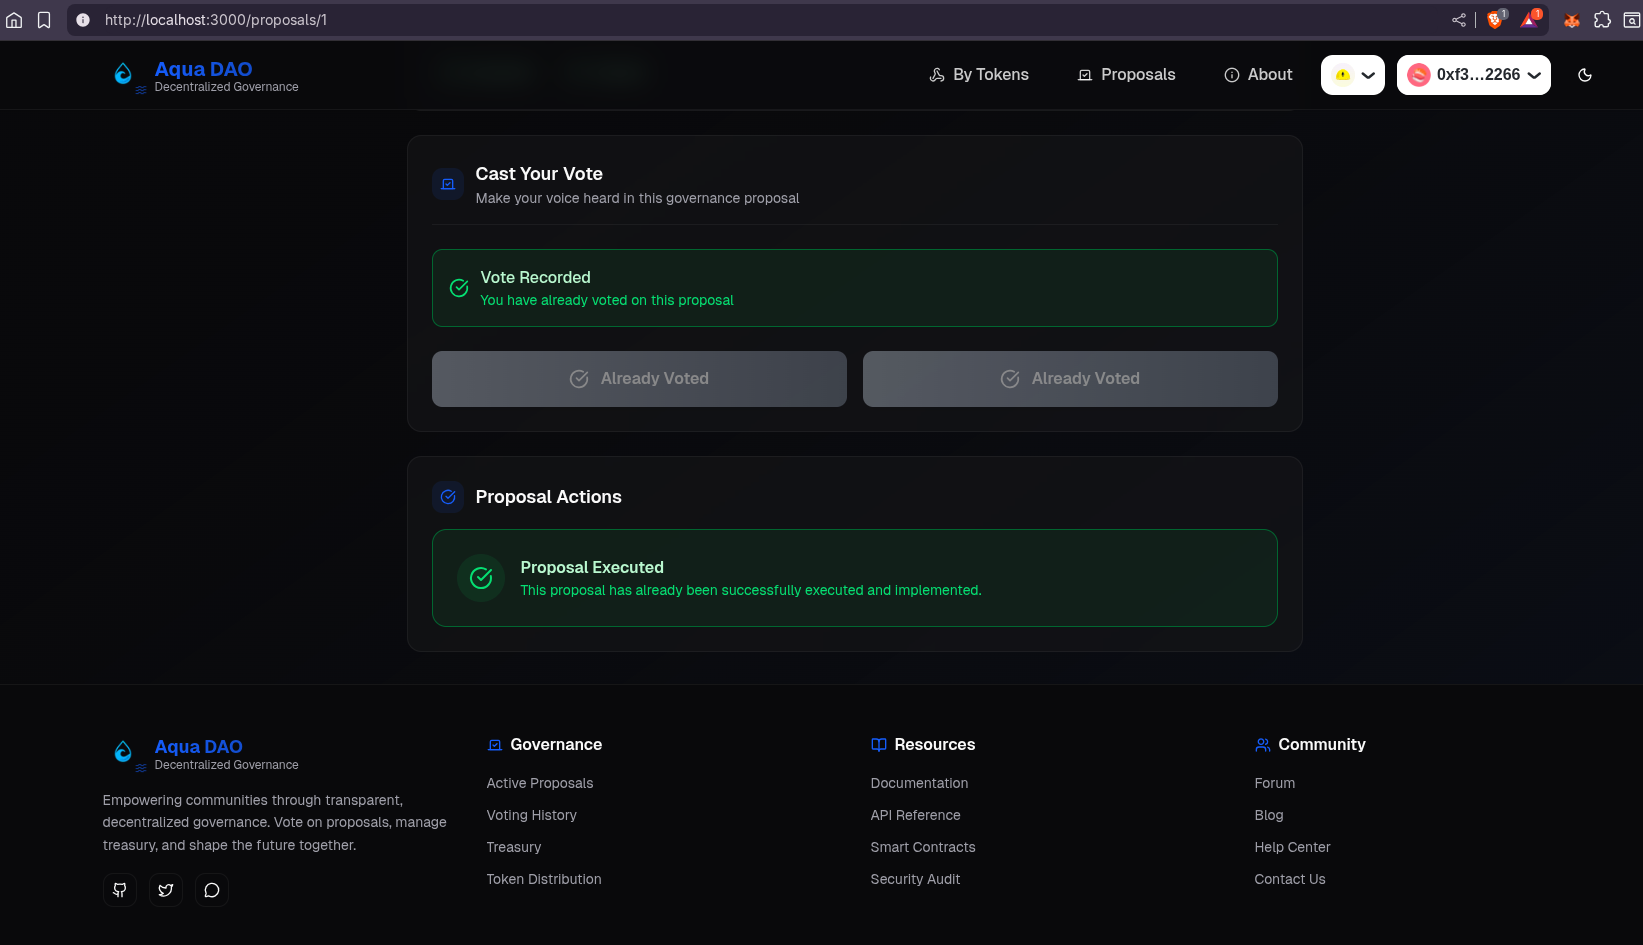 http://localhost:3000/proposals/1
1
1
Aqua DAO
Decentralized Governance
By Tokens
Proposals
About
0xf3...2266
Cast Your Vote
Make your voice heard in this governance proposal
Vote Recorded
You have already voted on this proposal
Already Voted
Already Voted
Proposal Actions
Proposal Executed
This proposal has already been successfully executed and implemented.
Aqua DAO
Decentralized Governance
Empowering communities through transparent,
decentralized governance. Vote on proposals, manage
treasury, and shape the future together.
Governance
Active Proposals
Voting History
Treasury
Token Distribution
Resources
Documentation
API Reference
Smart Contracts
Security Audit
Community
Forum
Blog
Help Center
Contact Us